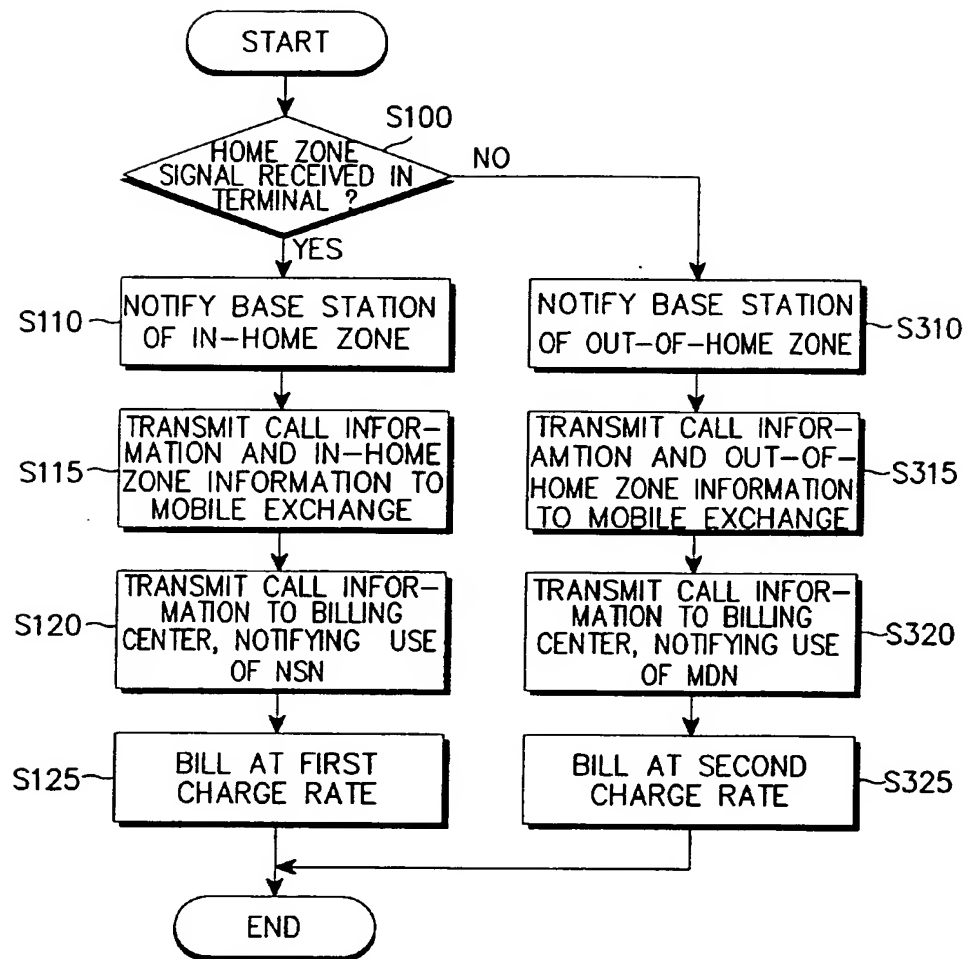 START
S100
HOME ZONE
SIGNAL RECEIVED IN
TERMINAL ?
NO
YES
S110
NOTIFY BASE STATION
OF IN-HOME ZONE
NOTIFY BASE STATION
OF OUT-OF-HOME ZONE
S310
S115
TRANSMIT CALL INFOR-
MATION AND IN-HOME
ZONE INFORMATION TO
MOBILE EXCHANGE
TRANSMIT CALL INFOR-
AMTION AND OUT-OF-
HOME ZONE INFORMATION
TO MOBILE EXCHANGE
S315
S120
TRANSMIT CALL INFOR-
MATION TO BILLING
CENTER, NOTIFYING USE
OF NSN
TRANSMIT CALL INFOR-
MATION TO BILLING
CENTER, NOTIFYING USE
OF MDN
S320
S125
BILL AT FIRST
CHARGE RATE
BILL AT SECOND
CHARGE RATE
S325
END